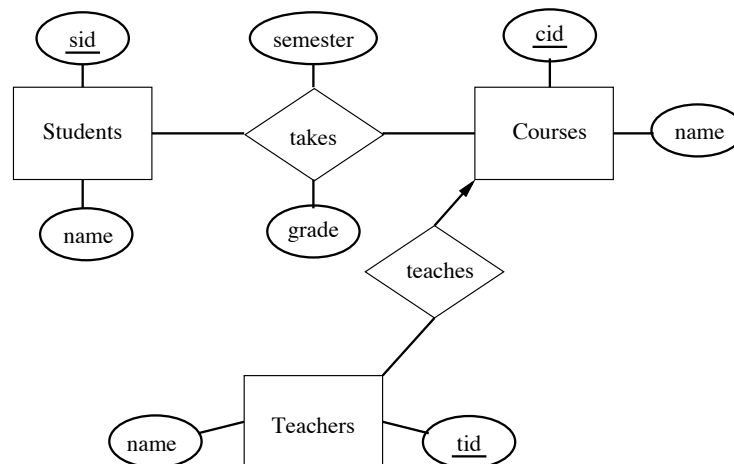 sid
semester
cid
Students
takes
Courses
name
name
grade
teaches
Teachers
name
tid